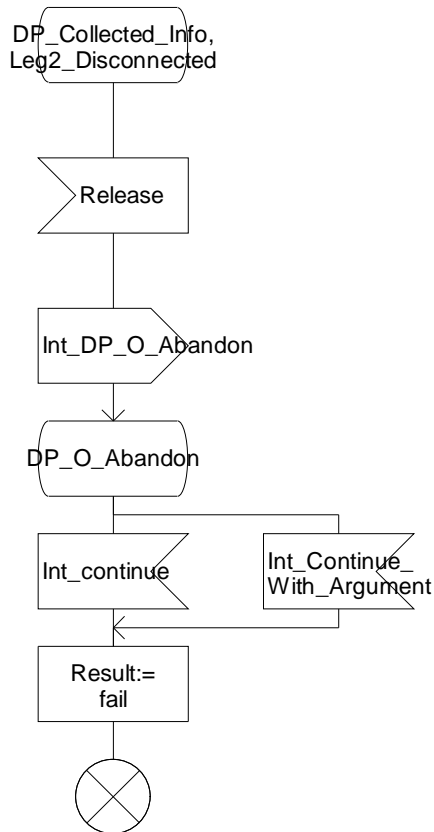 DP_Collected_Info,
Leg2_Disconnected
Release
Int_DP_O_Abandon
DP_O_Abandon
Int_continue
Int_Continue_
With_Argument
Result:=
fail